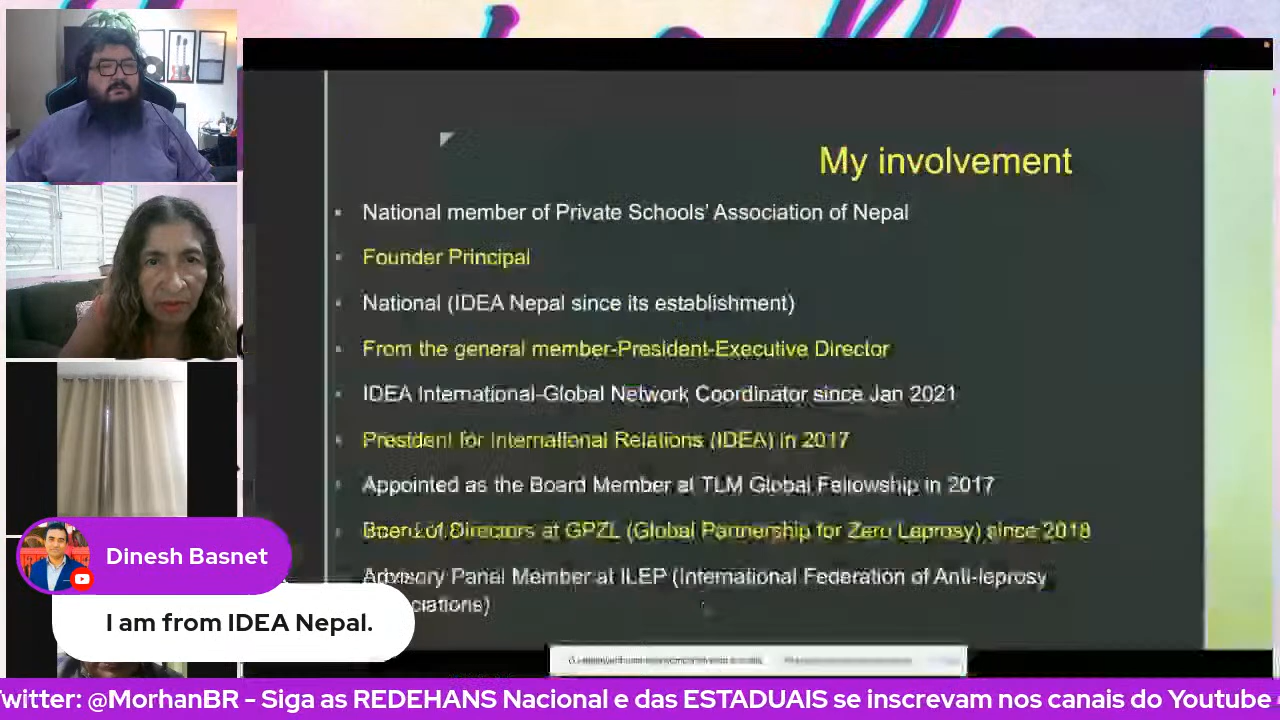 My involvement
National member of Private Schools' Association of Nepal
Founder Principal
National (IDEA Nepal since its establishment)
From the general member-President-Executive Director
IDEA International-Global Network Coordinator since Jan 2021
President for International Relations (IDEA) in 2017
Appointed as the Board Member at TLM Global Fellowship in 2017
Board of Directors at GPZL (Global Partnership for Zero Leprosy) since 2018
Advisory Panel Member at ILEP (International Federation of Anti-leprosy
ciations)
Dinesh Basnet
I am from IDEA Nepal.
Twitter: @MorhanBR - Siga as REDEHANS Nacional e das ESTADUAIS se inscrevam nos canais do Youtube